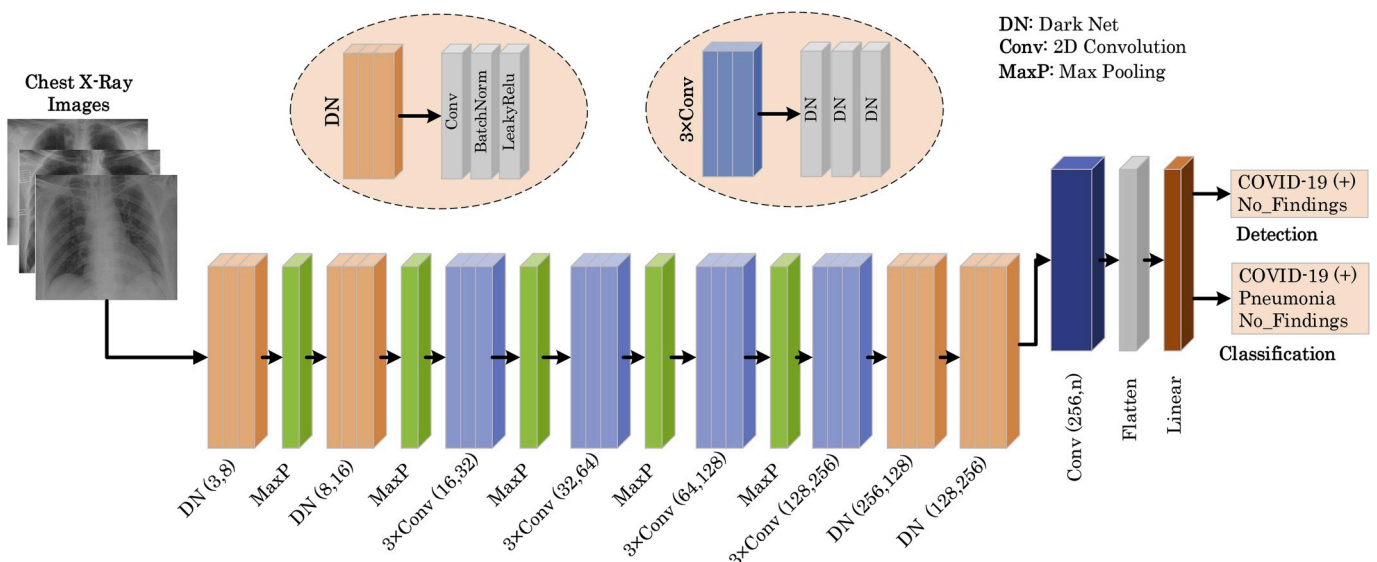 DN: Dark Net
Conv: 2D Convolution
MaxP: Max Pooling
Chest X-Ray
Images
DN
Conv
BatchNorm
LeakyRelu
3×Conv
DN
DN
DN
COVID-19 (+)
No_Findings
Detection
COVID-19 (+)
Pneumonia
No_Findings
Classification
DN (3,8)
MaxP
DN (8,16)
MaxP
3×Conv (16,32)
MaxP
3×Conv (32,64)
MaxP
3×Conv (64,128)
MaxP
3×Conv (128,256)
DN (256,128)
DN (128,256)
Conv (256,n)
Flatten
Linear